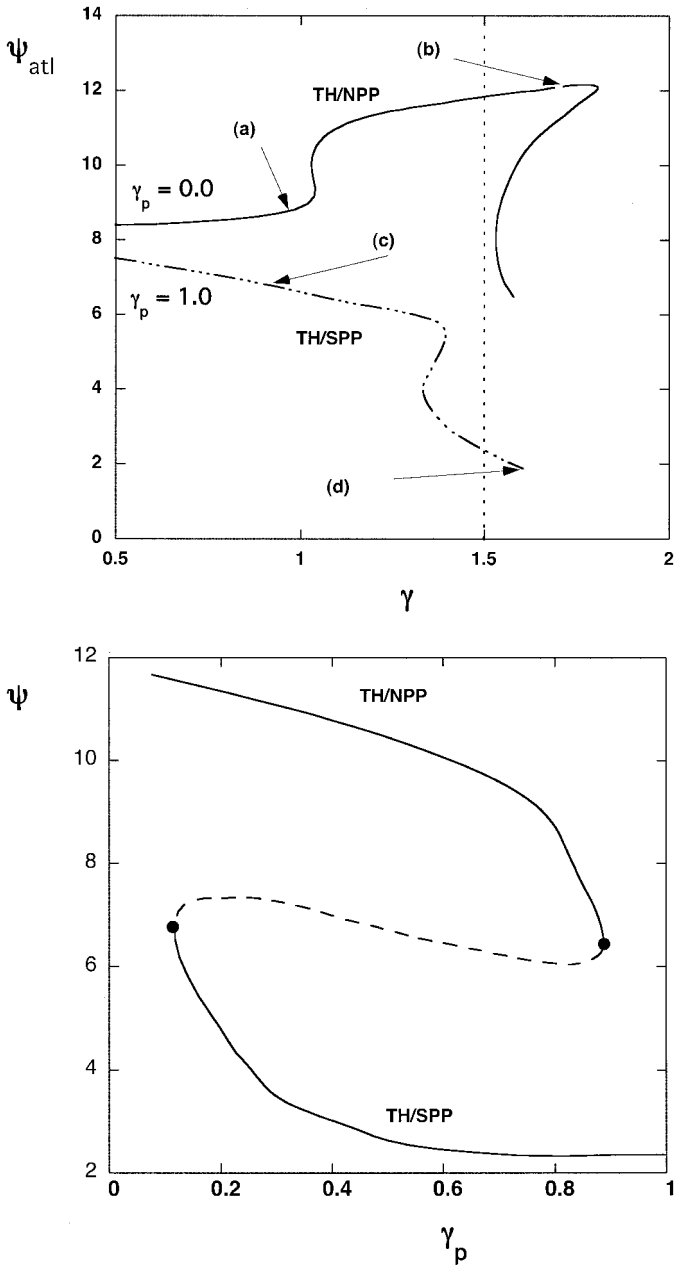 14
ψatl
12
10
8
6
4
2
0
(b)
TH/NPP
(a)
γp = 0.0
(c)
γp = 1.0
TH/SPP
(d)
0.5 1 1.5 2
γ
12
ψ
10
8
6
4
2
TH/NPP
TH/SPP
0 0.2 0.4 0.6 0.8 1
γp